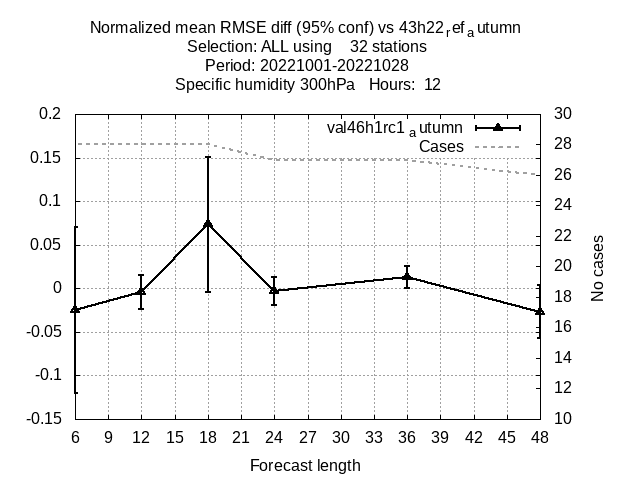 Normalized mean RMSE diff (95% conf) vs 43h22refautumn
Selection: ALL using 32 stations
Period: 20221001-20221028
Specific humidity 300hPa Hours: 12
val46h1rc1autumn
Cases
0.2
0.15
0.1
0.05
0
-0.05
-0.1
-0.15
30
28
26
24
22
20
18
16
14
12
10
No cases
6 9 12 15 18 21 24 27 30 33 36 39 42 45 48
Forecast length